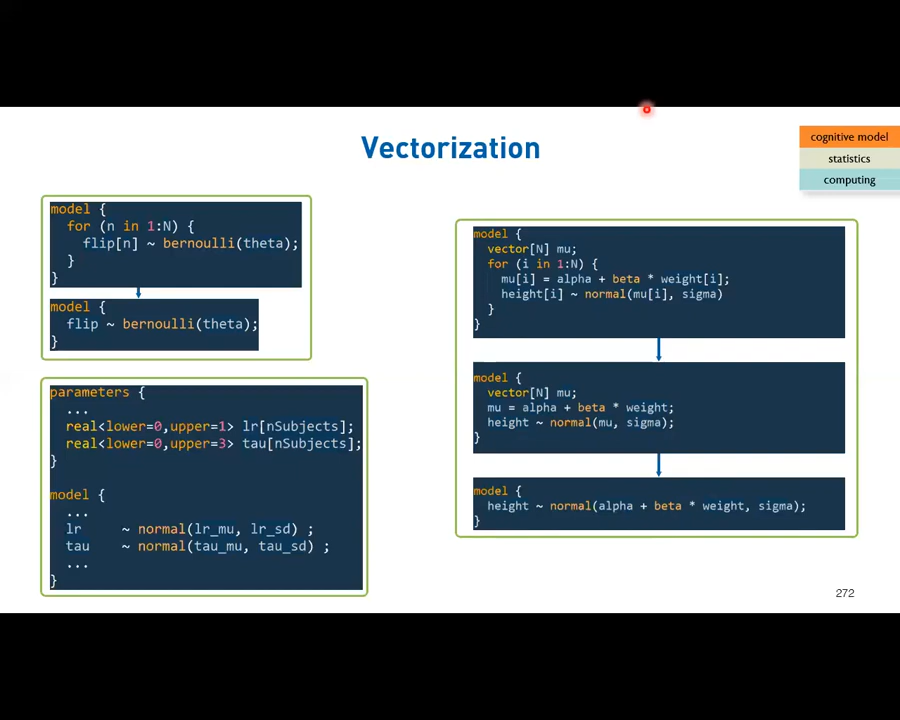 Vectorization
cognitive model
statistics
computing
model {
  for (n in 1:N) {
    flip[n] ~ bernoulli(theta);
  }
}
model {
  flip ~ bernoulli(theta);
}
parameters {
  ...
  real<lower=0,upper=1> lr[nSubjects];
  real<lower=0,upper=3> tau[nSubjects];
}
model {
  ...
  lr     ~ normal(lr_mu, lr_sd) ;
  tau    ~ normal(tau_mu, tau_sd) ;
  ...
}
model {
  vector[N] mu;
  for (i in 1:N) {
    mu[i] = alpha + beta * weight[i];
    height[i] ~ normal(mu[i], sigma)
  }
}
model {
  vector[N] mu;
  mu = alpha + beta * weight;
  height ~ normal(mu, sigma);
}
model {
  height ~ normal(alpha + beta * weight, sigma);
}
272